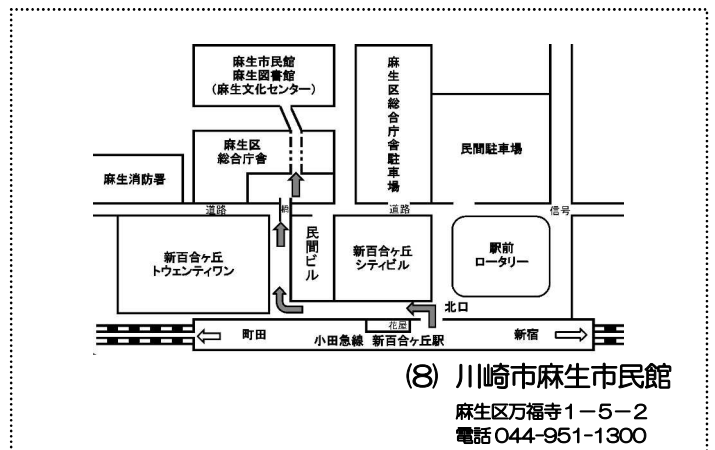 麻生市民館
麻生図書館
(麻生文化センター)
麻生区総合庁舎駐車場
麻生区
総合庁舎
民間駐車場
麻生消防署
道路
道路
信号
民間ビル
新百合ヶ丘
トウェンティワン
新百合ヶ丘
シティビル
駅前
ロータリー
北口
花屋
町田
小田急線 新百合ヶ丘駅
新宿
(8) 川崎市麻生市民館
麻生区万福寺1-5-2
電話 044-951-1300